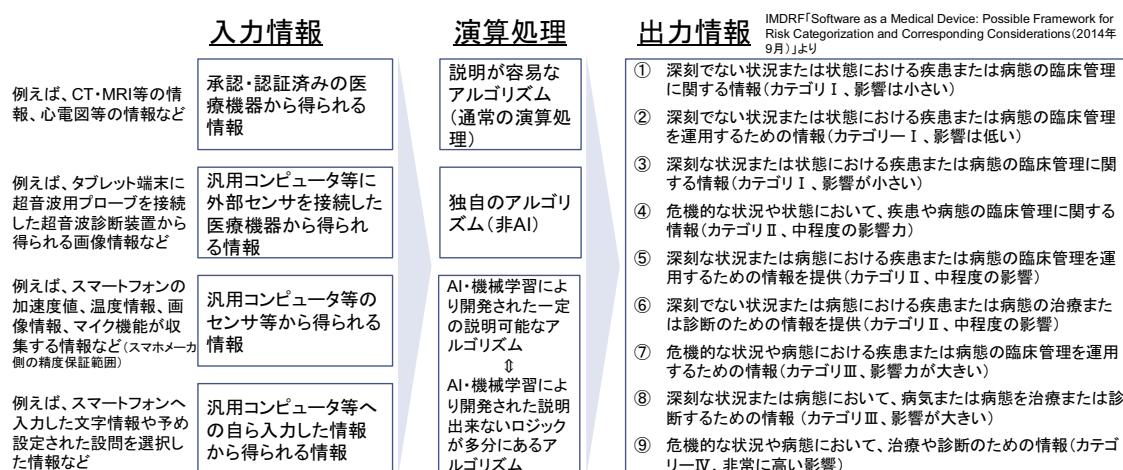 入力情報
演算処理
出力情報
IMDRF「Software as a Medical Device: Possible Framework for
Risk Categorization and Corresponding Considerations(2014年
9月)」より
例えば、CT・MRI等の情
報、心電図等の情報など
承認・認証済みの医
療機器から得られる
情報
例えば、タブレット端末に
超音波用プローブを接続
した超音波診断装置から
得られる画像情報など
汎用コンピュータ等に
外部センサを接続した
医療機器から得られ
る情報
例えば、スマートフォンの
加速度値、温度情報、画
像情報、マイク機能が収
集する情報など(スマホメーカ
側の精度保証範囲)
汎用コンピュータ等の
センサ等から得られる
情報
例えば、スマートフォンへ
入力した文字情報や予め
設定された設問を選択し
た情報など
汎用コンピュータ等へ
の自ら入力した情報
から得られる情報
説明が容易な
アルゴリズム
(通常の演算処
理)
独自のアルゴリ
ズム(非AI)
AI・機械学習によ
り開発された一定
の説明可能なア
ルゴリズム
⇕
AI・機械学習によ
り開発された説明
出来ないロジック
が多分にあるア
ルゴリズム
① 深刻でない状況または状態における疾患または病態の臨床管理
に関する情報(カテゴリⅠ、影響は小さい)
② 深刻でない状況または状態における疾患または病態の臨床管理
を運用するための情報(カテゴリーⅠ、影響は低い)
③ 深刻な状況または状態における疾患または病態の臨床管理に関
する情報(カテゴリⅠ、影響が小さい)
④ 危機的な状況や状態において、疾患や病態の臨床管理に関する
情報(カテゴリⅡ、中程度の影響力)
⑤ 深刻な状況または病態における疾患または病態の臨床管理を運
用するための情報を提供(カテゴリⅡ、中程度の影響)
⑥ 深刻でない状況または病態における疾患または病態の治療また
は診断のための情報を提供(カテゴリⅡ、中程度の影響)
⑦ 危機的な状況や病態における疾患または病態の臨床管理を運用
するための情報(カテゴリⅢ、影響力が大きい)
⑧ 深刻な状況または病態において、病気または病態を治療または診
断するための情報 (カテゴリⅢ、影響が大きい)
⑨ 危機的な状況や病態において、治療や診断のための情報(カテゴ
リーⅣ、非常に高い影響)